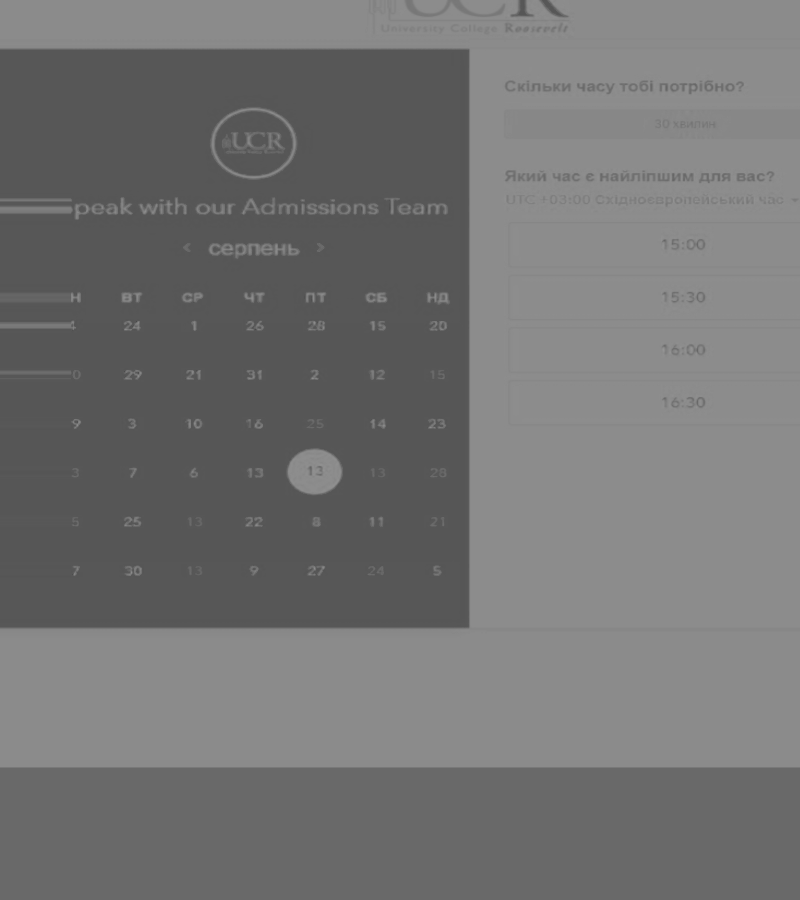 UCR
University College Roosevelt
UCR
peak with our Admissions Team
< серпень >
Н ВТ СР ЧТ ПТ СБ НД
4 24 1 26 28 15 20
0 29 21 31 2 12 15
9 3 10 16 25 14 23
3 7 6 13 13 13 28
5 25 13 22 8 11 21
7 30 13 9 27 24 5
Скільки часу тобі потрібно?
30 хвилин
Який час є найліпшим для вас?
UTC +03:00 Східноєвропейський час
15:00
15:30
16:00
16:30